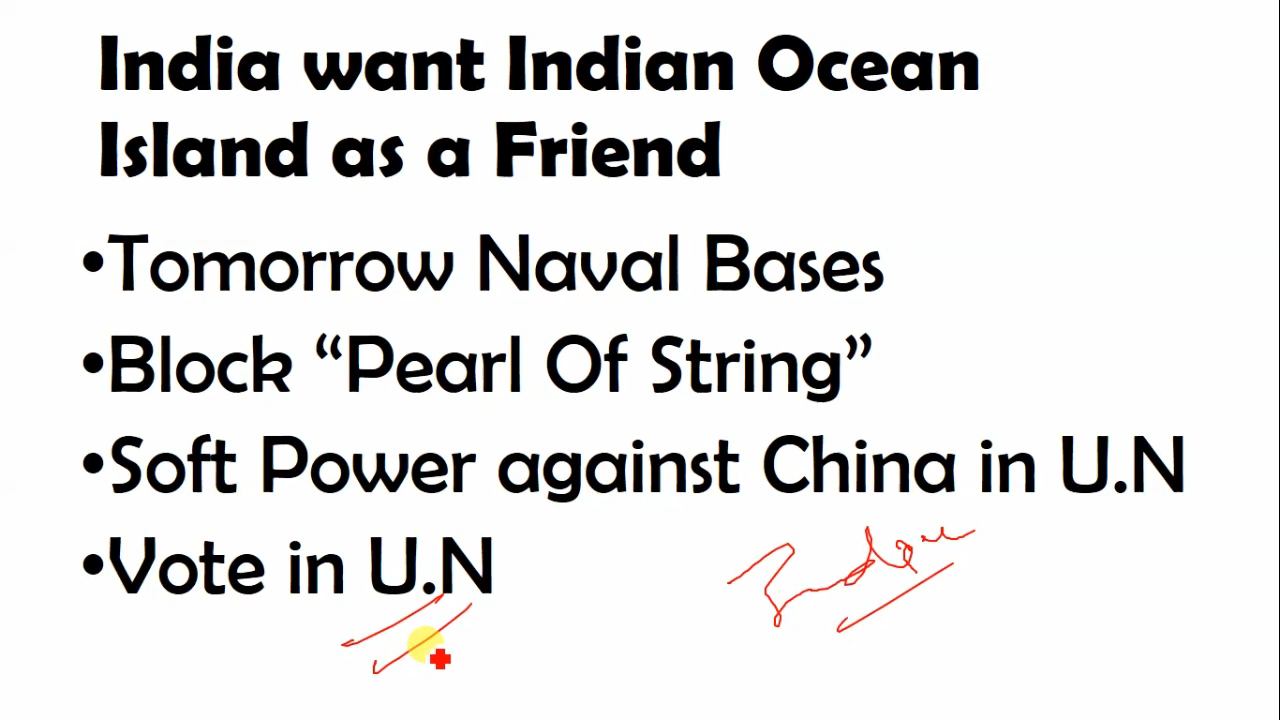 India want Indian Ocean
Island as a Friend
•Tomorrow Naval Bases
•Block “Pearl Of String”
•Soft Power against China in U.N
•Vote in U.N